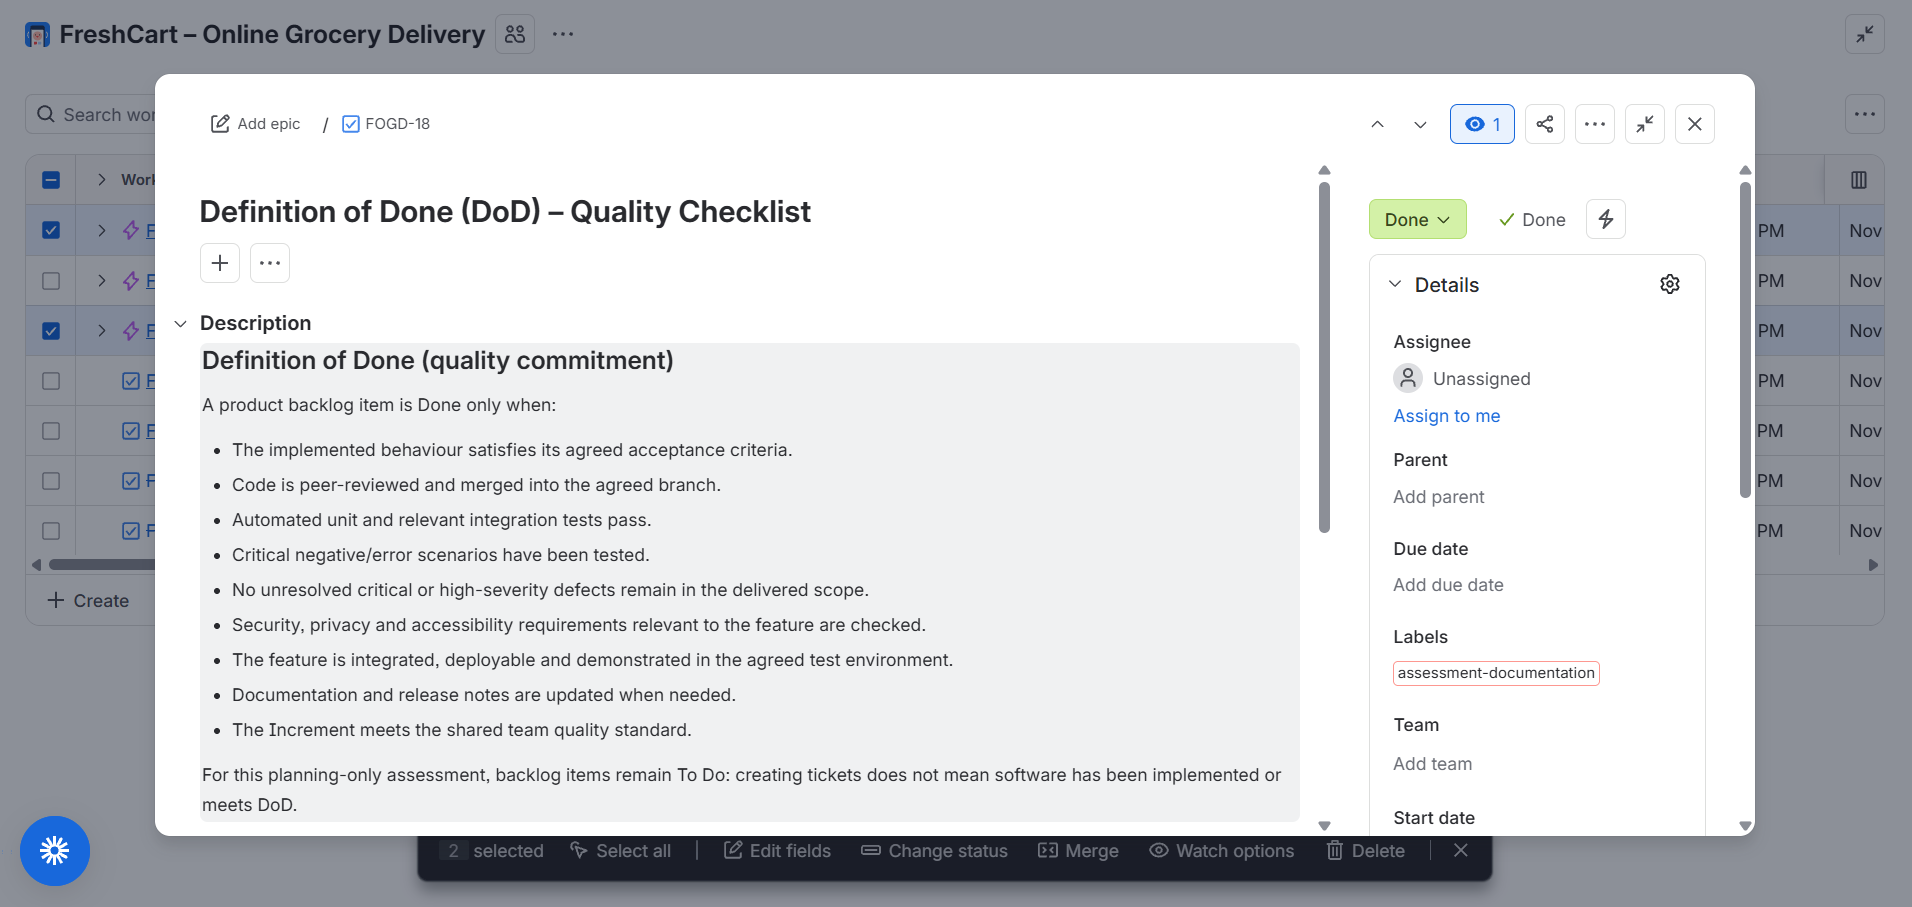 FreshCart – Online Grocery Delivery
Search wor
Work
F
F
F
F
F
F
F
PM
Nov
PM
Nov
PM
Nov
PM
Nov
PM
Nov
PM
Nov
PM
Nov
Create
Add epic / FOGD-18
1
Definition of Done (DoD) – Quality Checklist
Description
Definition of Done (quality commitment)
A product backlog item is Done only when:
• The implemented behaviour satisfies its agreed acceptance criteria.
• Code is peer-reviewed and merged into the agreed branch.
• Automated unit and relevant integration tests pass.
• Critical negative/error scenarios have been tested.
• No unresolved critical or high-severity defects remain in the delivered scope.
• Security, privacy and accessibility requirements relevant to the feature are checked.
• The feature is integrated, deployable and demonstrated in the agreed test environment.
• Documentation and release notes are updated when needed.
• The Increment meets the shared team quality standard.
For this planning-only assessment, backlog items remain To Do: creating tickets does not mean software has been implemented or
meets DoD.
Done
Done
Details
Assignee
Unassigned
Assign to me
Parent
Add parent
Due date
Add due date
Labels
assessment-documentation
Team
Add team
Start date
2 selected
Select all
Edit fields
Change status
Merge
Watch options
Delete